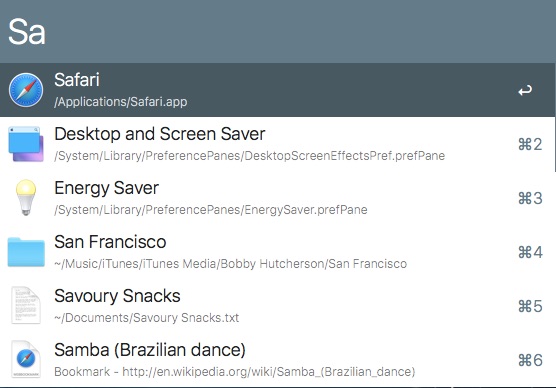 Sa
Safari
/Applications/Safari.app
↩
Desktop and Screen Saver
/System/Library/PreferencePanes/DesktopScreenEffectsPref.prefPane
⌘2
Energy Saver
/System/Library/PreferencePanes/EnergySaver.prefPane
⌘3
San Francisco
~/Music/iTunes/iTunes Media/Bobby Hutcherson/San Francisco
⌘4
Savoury Snacks
~/Documents/Savoury Snacks.txt
⌘5
Samba (Brazilian dance)
Bookmark - http://en.wikipedia.org/wiki/Samba_(Brazilian_dance)
⌘6